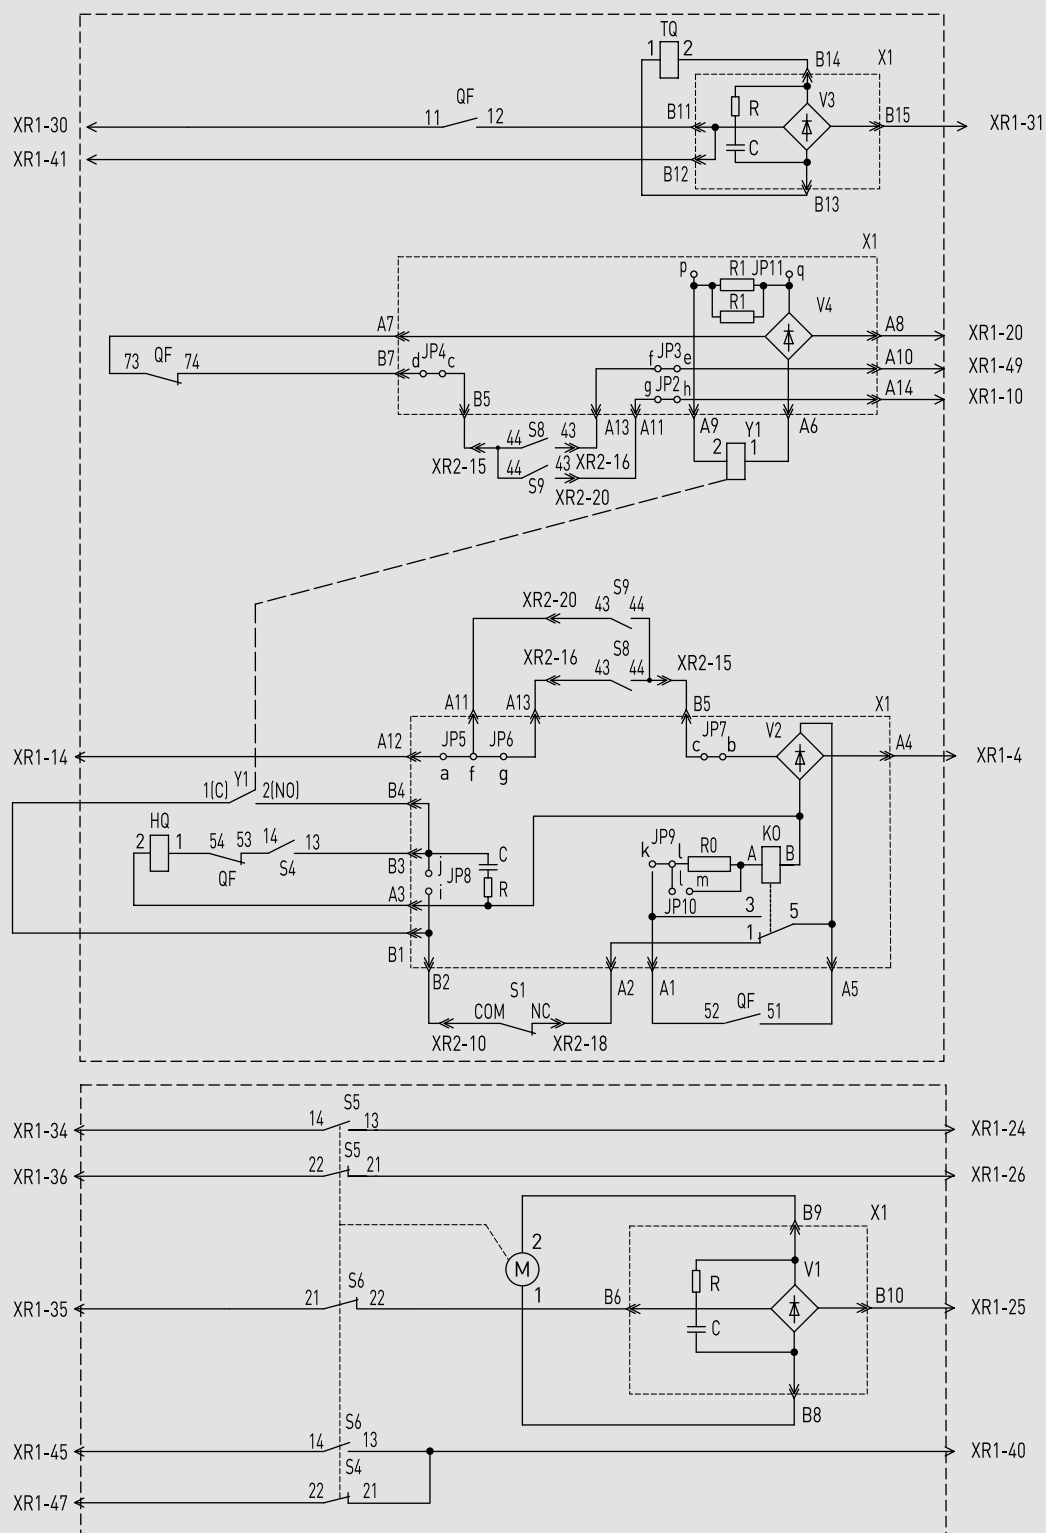 TQ
1 2
B14 X1
QF
11 12
B11 R V3 B15
XR1-30 XR1-31
XR1-41
C
B12
B13
X1
p R1 JP11 q
R1 V4
A7 A8
XR1-20
73 QF 74 B7 d JP4 c f JP3 e A10
XR1-49
g JP2 h A14
XR1-10
B5 A13 A11 A9 Y1 A6
44 S8 43 2 1
XR2-15 44 43 XR2-16
S9 XR2-20
S9
XR2-20 43 44
S8
XR2-16 43 44 XR2-15
A11 A13 B5 X1
V2
XR1-14 A12 JP5 JP6 JP7 A4 XR1-4
a f g c b
Y1
1(C) 2(NO) B4
HQ
2 1 54 53 14 13
QF S4
B3 j C JP9 R0 A K0 B
k l
JP8
A3 i R l m
JP10
3 5
1
B1
B2 S1 A2 A1 QF A5
COM NC 52 51
XR2-10 XR2-18
S5
14 13
XR1-34 XR1-24
S5
22 21
XR1-36 XR1-26
B9 X1
2
M R V1
1
S6
21 22 B6 B10
XR1-35 XR1-25
C
B8
S6
14 13
XR1-45 XR1-40
S4
22 21
XR1-47